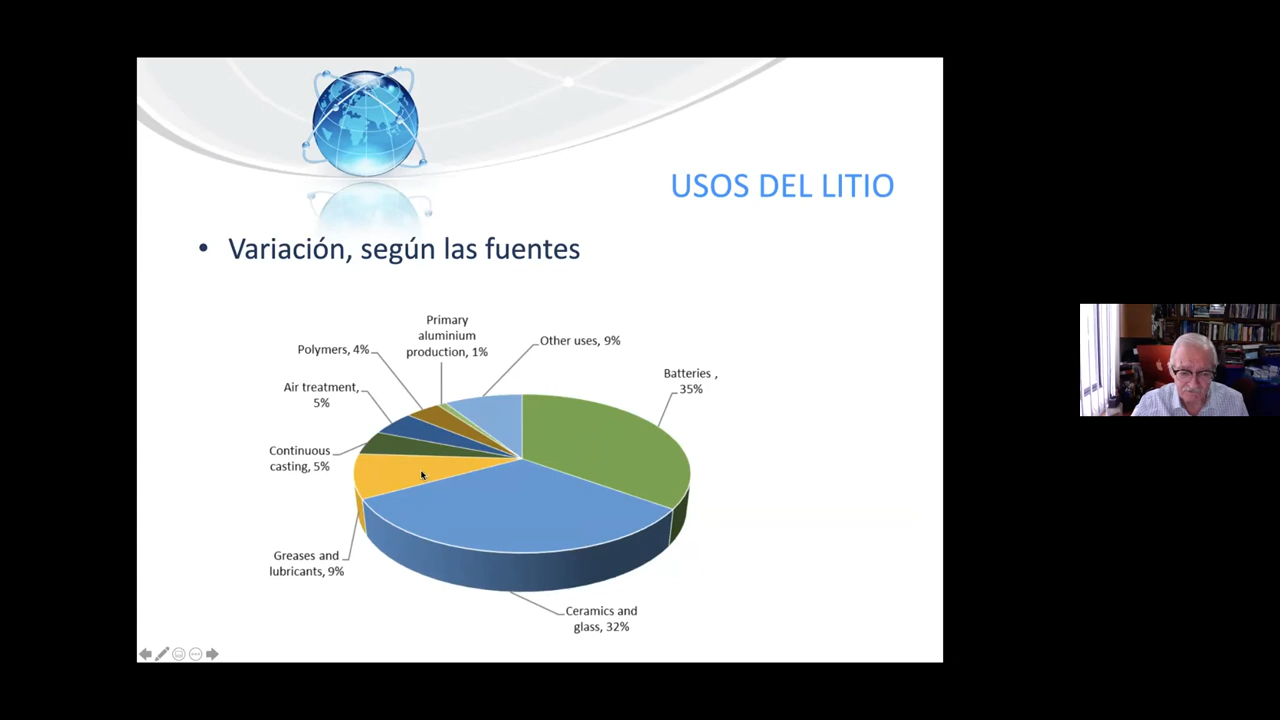 USOS DEL LITIO
• Variación, según las fuentes
Primary
aluminium
production, 1%
Other uses, 9%
Polymers, 4%
Batteries ,
35%
Air treatment,
5%
Continuous
casting, 5%
Greases and
lubricants, 9%
Ceramics and
glass, 32%